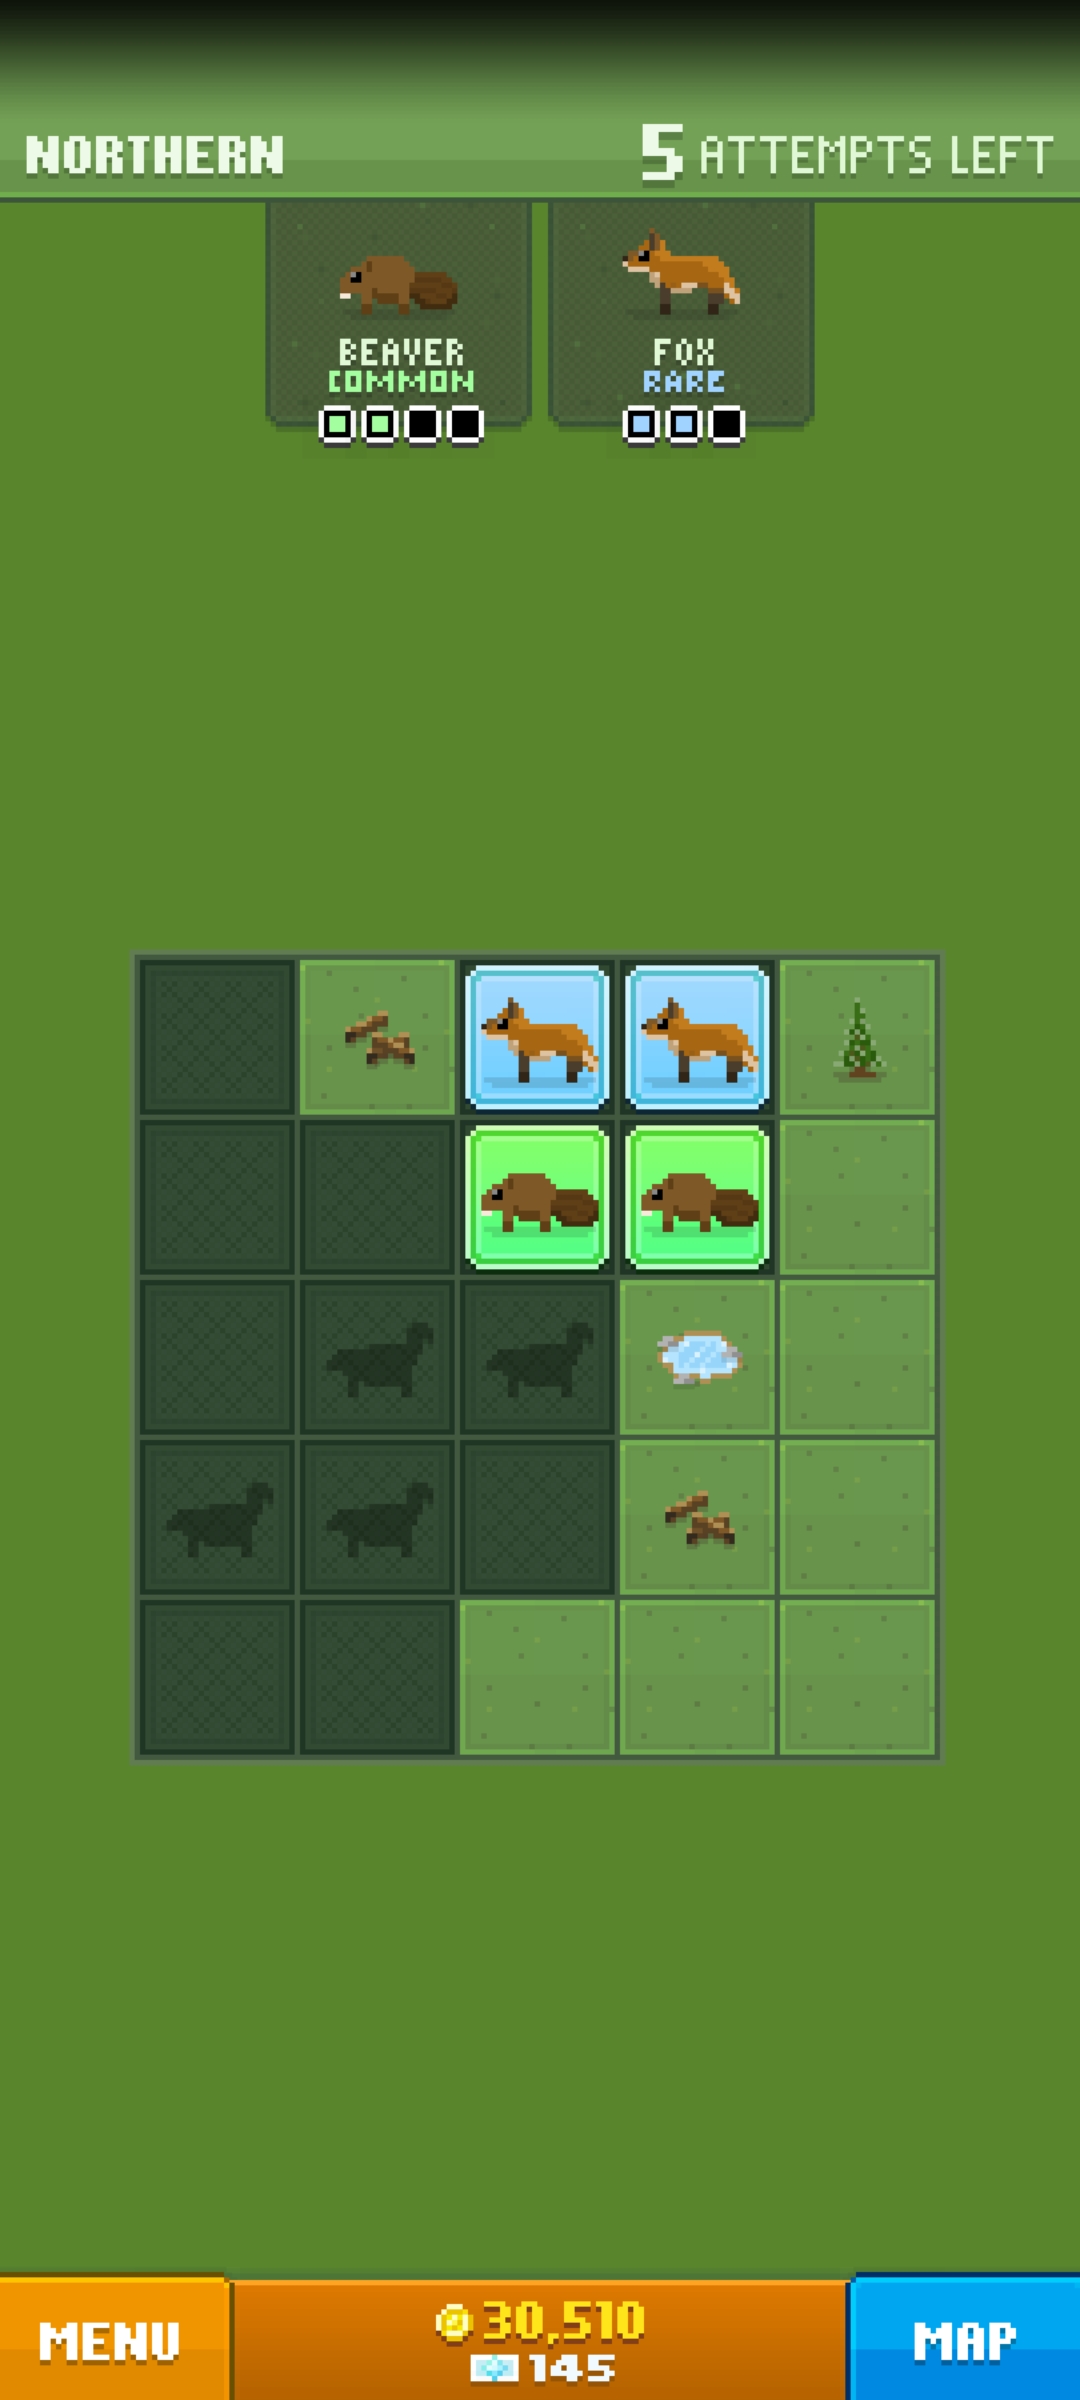 NORTHERN
5 ATTEMPTS LEFT
BEAVER
COMMON
FOX
RARE
MENU
30,510
145
MAP